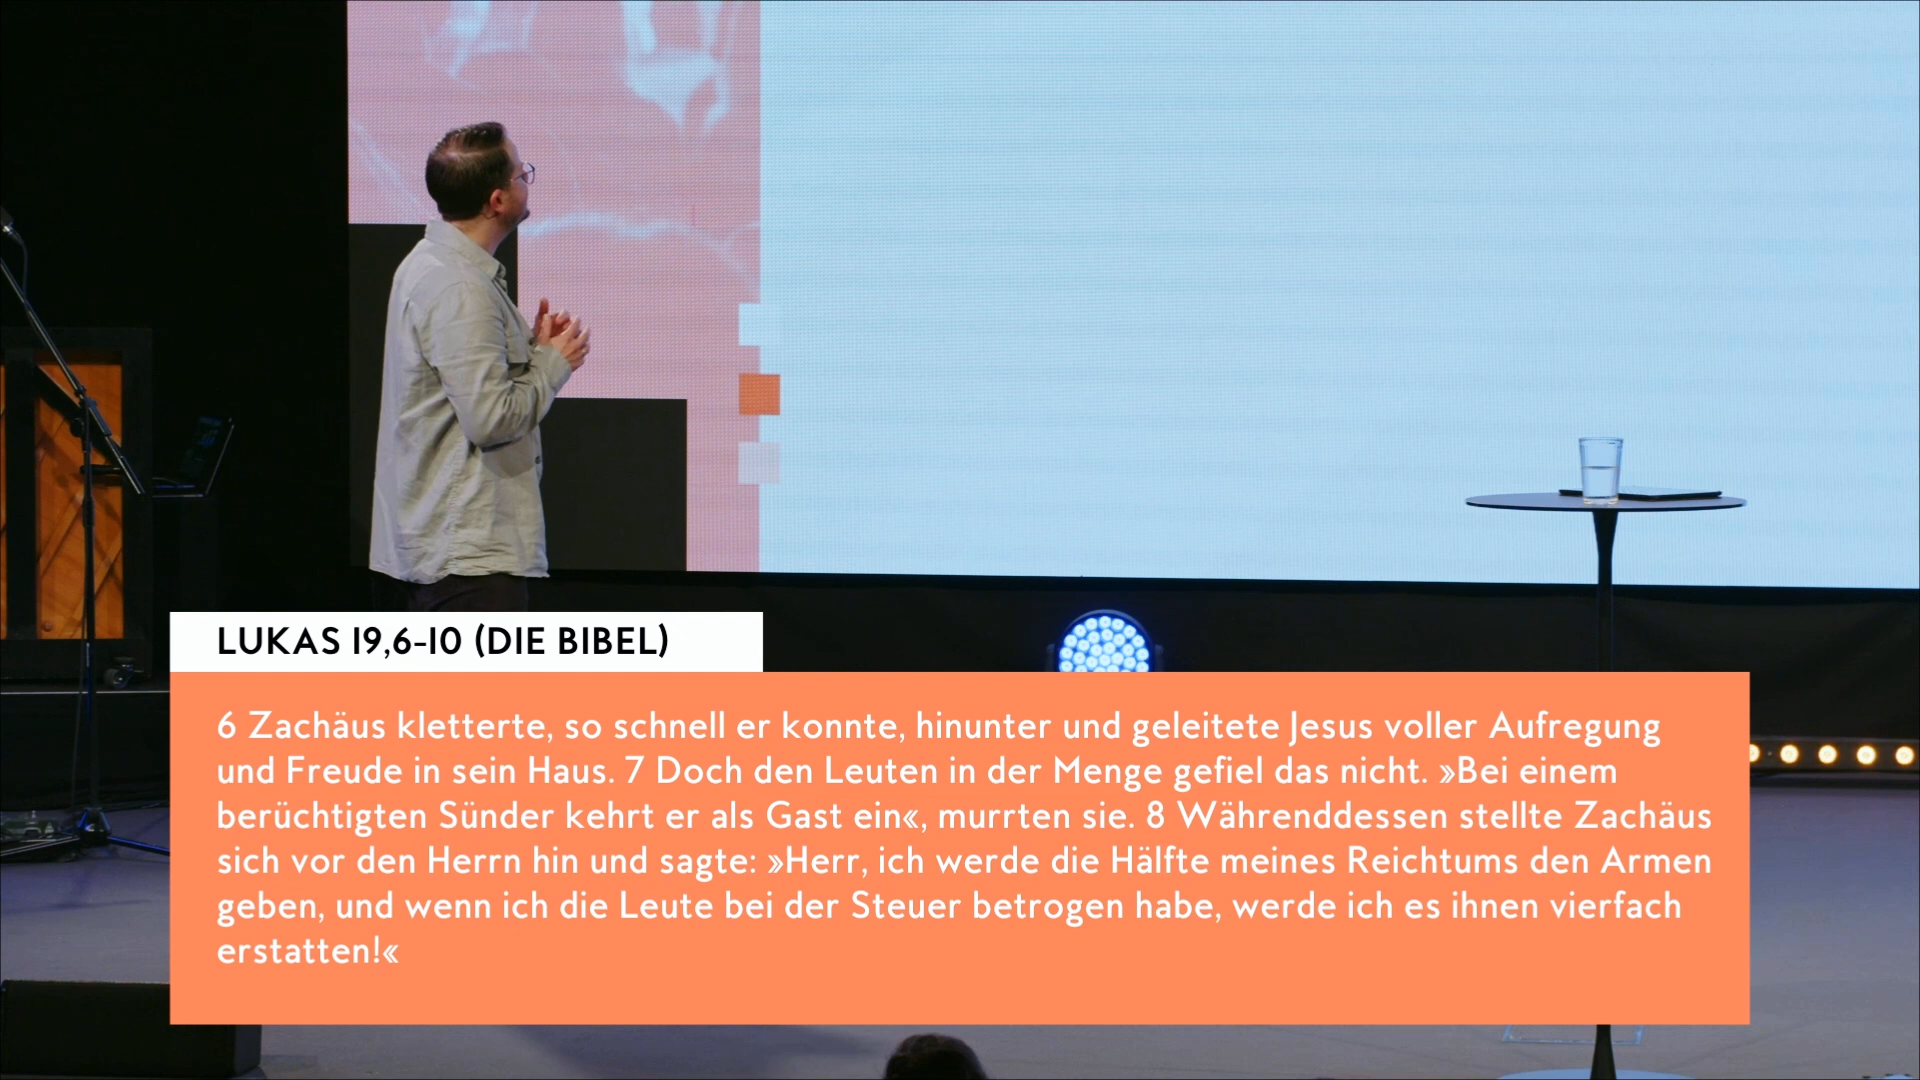 LUKAS 19,6-10 (DIE BIBEL)
6 Zachäus kletterte, so schnell er konnte, hinunter und geleitete Jesus voller Aufregung
und Freude in sein Haus. 7 Doch den Leuten in der Menge gefiel das nicht. »Bei einem
berüchtigten Sünder kehrt er als Gast ein«, murrten sie. 8 Währenddessen stellte Zachäus
sich vor den Herrn hin und sagte: »Herr, ich werde die Hälfte meines Reichtums den Armen
geben, und wenn ich die Leute bei der Steuer betrogen habe, werde ich es ihnen vierfach
erstatten!«